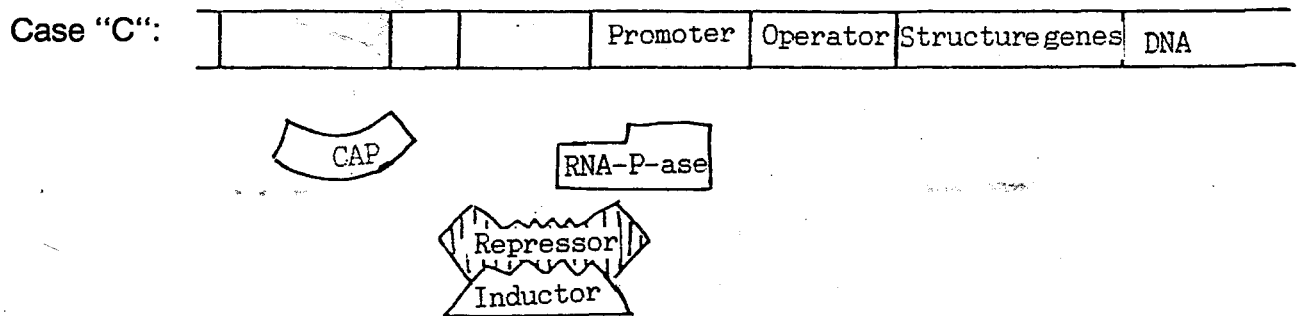 Case “C“:
Promoter Operator Structure genes DNA
CAP
RNA-P-ase
Repressor
Inductor